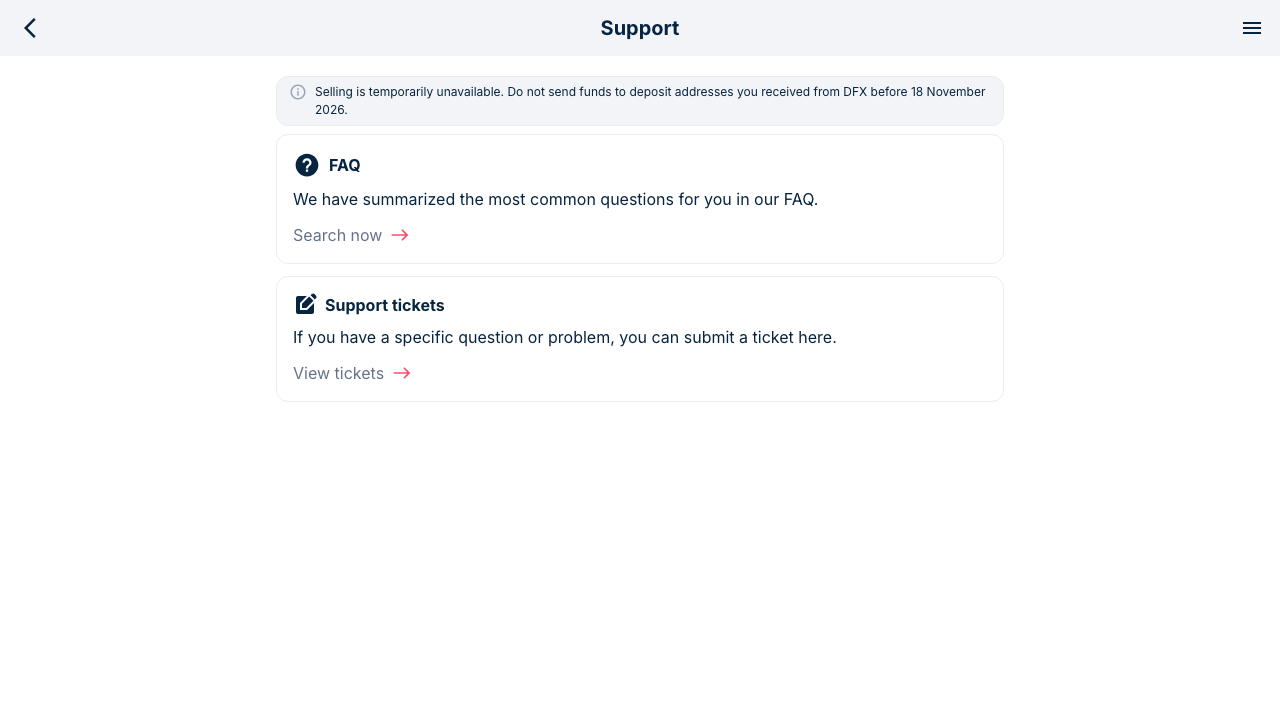 Support
Selling is temporarily unavailable. Do not send funds to deposit addresses you received from DFX before 18 November
2026.
FAQ
We have summarized the most common questions for you in our FAQ.
Search now
Support tickets
If you have a specific question or problem, you can submit a ticket here.
View tickets